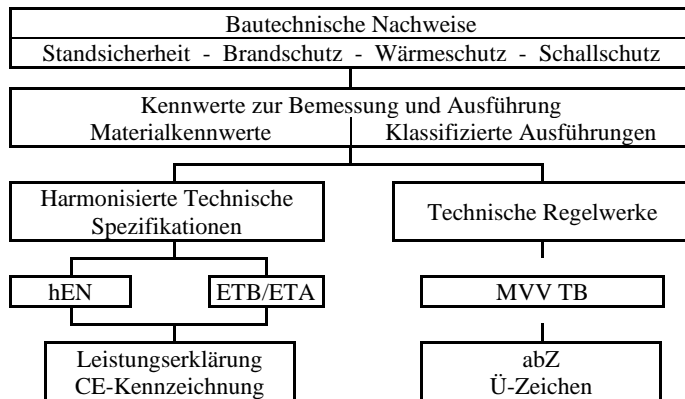 Bautechnische Nachweise
Standsicherheit - Brandschutz - Wärmeschutz - Schallschutz
Kennwerte zur Bemessung und Ausführung
Materialkennwerte Klassifizierte Ausführungen
Harmonisierte Technische
Spezifikationen
Technische Regelwerke
hEN ETB/ETA MVV TB
Leistungserklärung
CE-Kennzeichnung
abZ
Ü-Zeichen